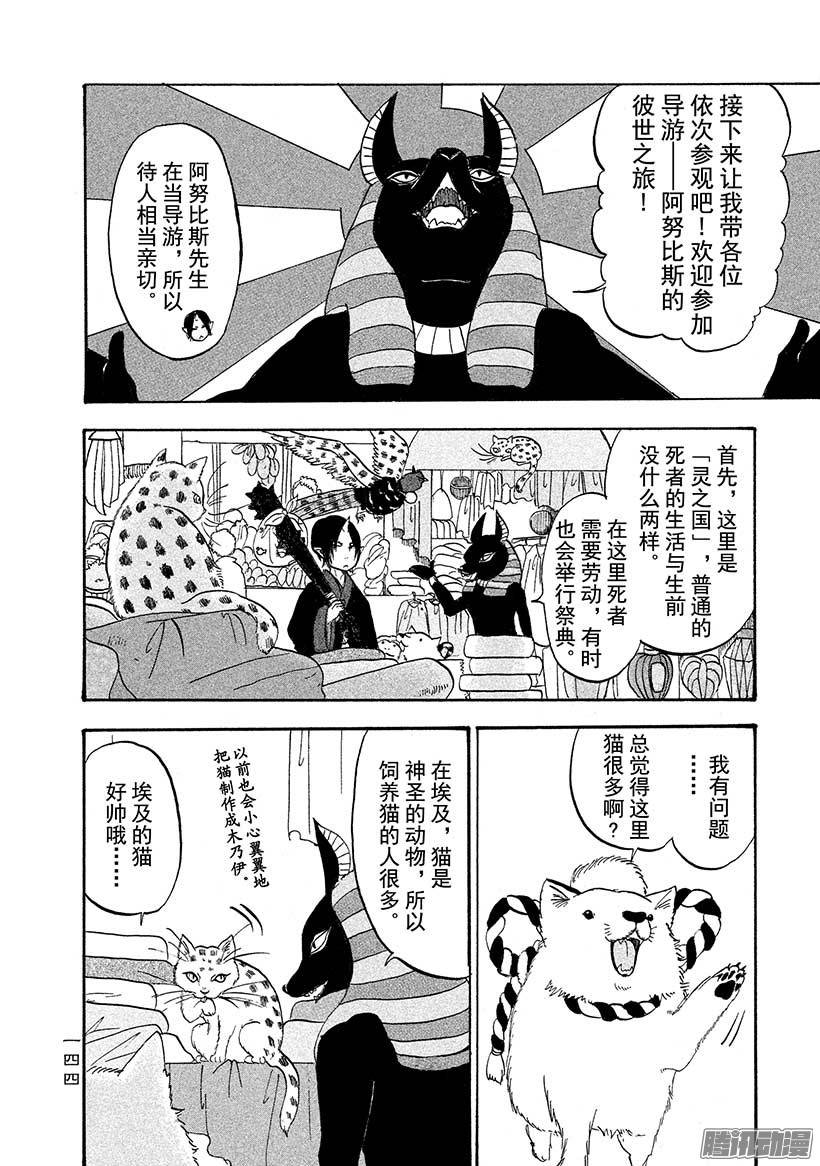 接下来让我带各位
依次参观吧！欢迎参加
导游——阿努比斯的
彼世之旅！
阿努比斯先生
在当导游，所以
待人相当亲切。
首先，这里是
「灵之国」，普通的
死者的生活与生前
没什么两样。
在这里死者
需要劳动，有时
也会举行祭典。
我有问题
……
总觉得这里
猫很多啊？
在埃及，猫是
神圣的动物，所以
饲养猫的人很多。
以前也会小心翼翼地
把猫制作成木乃伊。
埃及的猫
好帅哦……
一四四
腾讯动漫